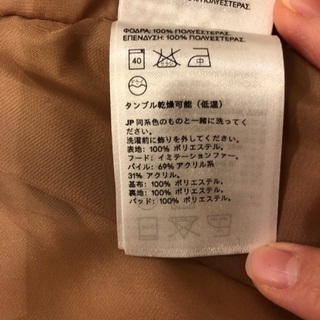 ΦΟΔΡΑ: 100% ΠΟΛΥΕΣΤΕΡΑΣ.
ΕΠΕΝΔΥΣΗ: 100% ΠΟΛΥΕΣΤΕΡΑΣ.
40
タンブル乾燥可能（低温）
JP 同系色のものと一緒に洗ってく
ださい。
洗濯前に飾りを外してください。
表地: 100% ポリエステル。
フード: イミテーションファー。
パイル: 69% アクリル系
31% アクリル。
基布: 100% ポリエステル。
裏地: 100% ポリエステル。
パッド: 100% ポリエステル。